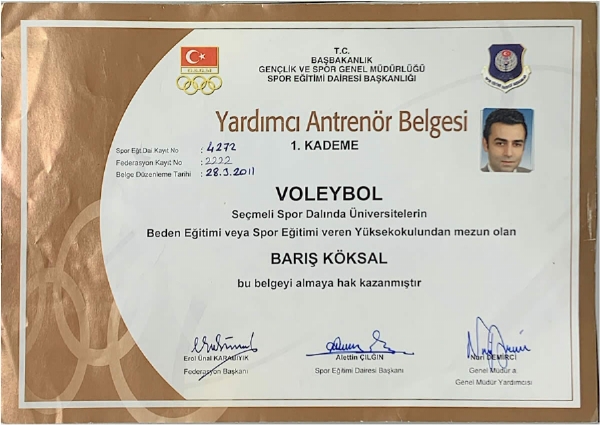 T.C.
BAŞBAKANLIK
GENÇLİK VE SPOR GENEL MÜDÜRLÜĞÜ
SPOR EĞİTİMİ DAİRESİ BAŞKANLIĞI
Yardımcı Antrenör Belgesi
1. KADEME
Spor Eğt.Dai Kayıt No : 4272
Federasyon Kayıt No : 2222
Belge Düzenleme Tarihi : 28.3.2011
VOLEYBOL
Seçmeli Spor Dalında Üniversitelerin
Beden Eğitimi veya Spor Eğitimi veren Yüksekokulundan mezun olan
BARIŞ KÖKSAL
bu belgeyi almaya hak kazanmıştır
Erol Ünal KARABIYIK
Federasyon Başkanı
Alettin ÇILGIN
Spor Eğitimi Dairesi Başkanı
Nuri DEMİRCİ
Genel Müdür a.
Genel Müdür Yardımcısı